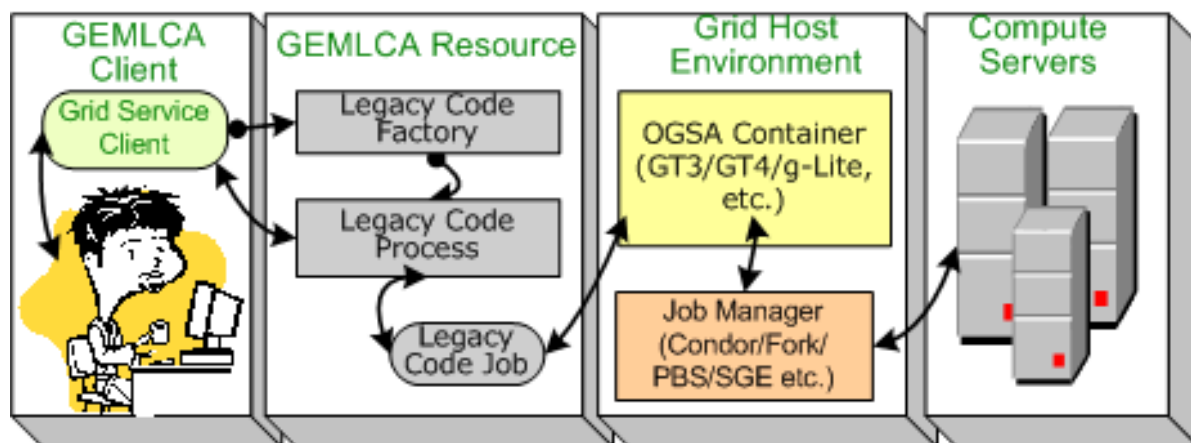 GEMLCA
Client
Grid Service
Client
GEMLCA Resource
Legacy Code
Factory
Legacy Code
Process
Legacy
Code Job
Grid Host
Environment
OGSA Container
(GT3/GT4/g-Lite,
etc.)
Job Manager
(Condor/Fork/
PBS/SGE etc.)
Compute
Servers